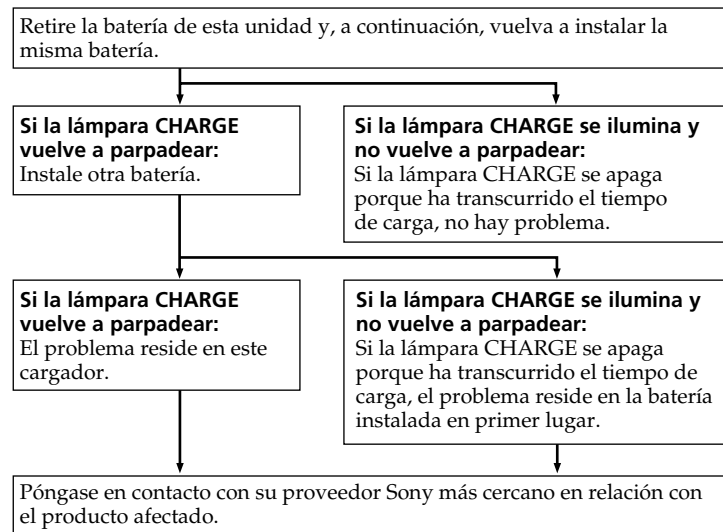 Retire la batería de esta unidad y, a continuación, vuelva a instalar la
misma batería.
Si la lámpara CHARGE
vuelve a parpadear:
Instale otra batería.
Si la lámpara CHARGE se ilumina y
no vuelve a parpadear:
Si la lámpara CHARGE se apaga
porque ha transcurrido el tiempo
de carga, no hay problema.
Si la lámpara CHARGE
vuelve a parpadear:
El problema reside en este
cargador.
Si la lámpara CHARGE se ilumina y
no vuelve a parpadear:
Si la lámpara CHARGE se apaga
porque ha transcurrido el tiempo de
carga, el problema reside en la batería
instalada en primer lugar.
Póngase en contacto con su proveedor Sony más cercano en relación con
el producto afectado.